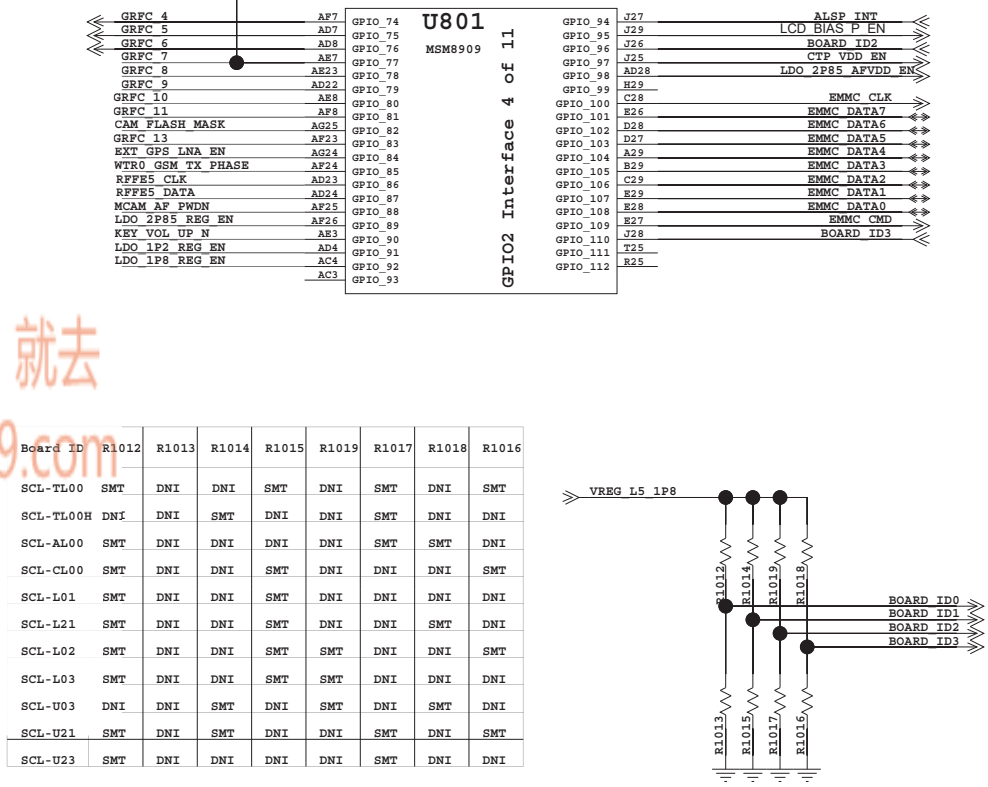 GRFC_4 AF7 GPIO_74
GRFC_5 AD7 GPIO_75
GRFC_6 AD8 GPIO_76
GRFC_7 AE7 GPIO_77
GRFC_8 AE23 GPIO_78
GRFC_9 AD22 GPIO_79
GRFC_10 AE8 GPIO_80
GRFC_11 AF8 GPIO_81
CAM_FLASH_MASK AG25 GPIO_82
GRFC_13 AF23 GPIO_83
EXT_GPS_LNA_EN AG24 GPIO_84
WTR0_GSM_TX_PHASE AF24 GPIO_85
RFFE5_CLK AD23 GPIO_86
RFFE5_DATA AD24 GPIO_87
MCAM_AF_PWDN AF25 GPIO_88
LDO_2P85_REG_EN AF26 GPIO_89
KEY_VOL_UP_N AE3 GPIO_90
LDO_1P2_REG_EN AD4 GPIO_91
LDO_1P8_REG_EN AC4 GPIO_92
AC3 GPIO_93
U801
MSM8909
GPIO2 Interface 4 of 11
GPIO_94 J27 ALSP_INT
GPIO_95 J29 LCD_BIAS_P_EN
GPIO_96 J26 BOARD_ID2
GPIO_97 J25 CTP_VDD_EN
GPIO_98 AD28 LDO_2P85_AFVDD_EN
GPIO_99 H29
GPIO_100 C28 EMMC_CLK
GPIO_101 E26 EMMC_DATA7
GPIO_102 D28 EMMC_DATA6
GPIO_103 D27 EMMC_DATA5
GPIO_104 A29 EMMC_DATA4
GPIO_105 B29 EMMC_DATA3
GPIO_106 C29 EMMC_DATA2
GPIO_107 E29 EMMC_DATA1
GPIO_108 E28 EMMC_DATA0
GPIO_109 E27 EMMC_CMD
GPIO_110 J28 BOARD_ID3
GPIO_111 T25
GPIO_112 R25
就去
9.com
Board ID R1012 R1013 R1014 R1015 R1019 R1017 R1018 R1016
SCL-TL00 SMT DNI DNI SMT DNI SMT DNI SMT
SCL-TL00H DNI DNI SMT DNI DNI SMT DNI DNI
SCL-AL00 SMT DNI DNI DNI DNI SMT SMT DNI
SCL-CL00 SMT DNI DNI DNI DNI DNI DNI SMT
SCL-L01 SMT DNI DNI SMT DNI DNI DNI DNI
SCL-L21 SMT DNI DNI DNI SMT DNI SMT DNI
SCL-L02 SMT DNI DNI SMT SMT DNI DNI SMT
SCL-L03 SMT DNI DNI SMT SMT DNI DNI DNI
SCL-U03 DNI DNI SMT DNI SMT DNI SMT DNI
SCL-U21 SMT DNI SMT DNI DNI SMT DNI SMT
SCL-U23 SMT DNI DNI DNI DNI SMT DNI DNI
VREG_L5_1P8
R1012
R1014
R1019
R1018
BOARD_ID0
BOARD_ID1
BOARD_ID2
BOARD_ID3
R1013
R1015
R1017
R1016